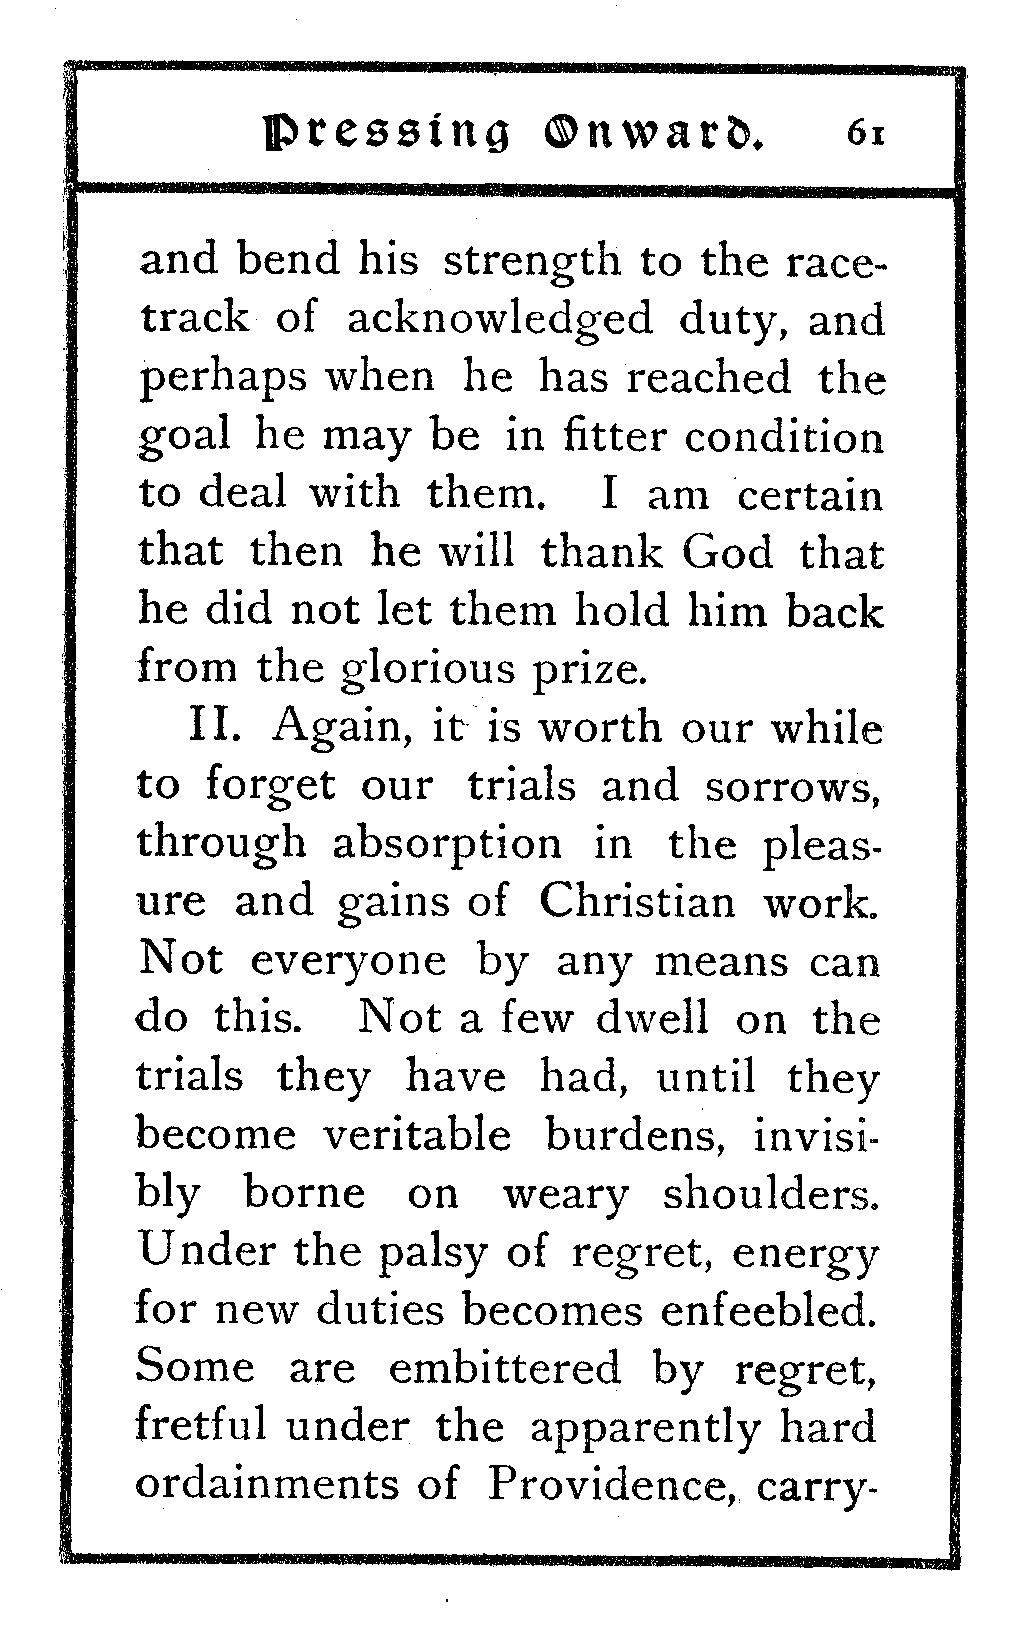 Pressing Onward. 61
and bend his strength to the race-
track of acknowledged duty, and
perhaps when he has reached the
goal he may be in fitter condition
to deal with them. I am certain
that then he will thank God that
he did not let them hold him back
from the glorious prize.
II. Again, it is worth our while
to forget our trials and sorrows,
through absorption in the pleas-
ure and gains of Christian work.
Not everyone by any means can
do this. Not a few dwell on the
trials they have had, until they
become veritable burdens, invisi-
bly borne on weary shoulders.
Under the palsy of regret, energy
for new duties becomes enfeebled.
Some are embittered by regret,
fretful under the apparently hard
ordainments of Providence, carry-